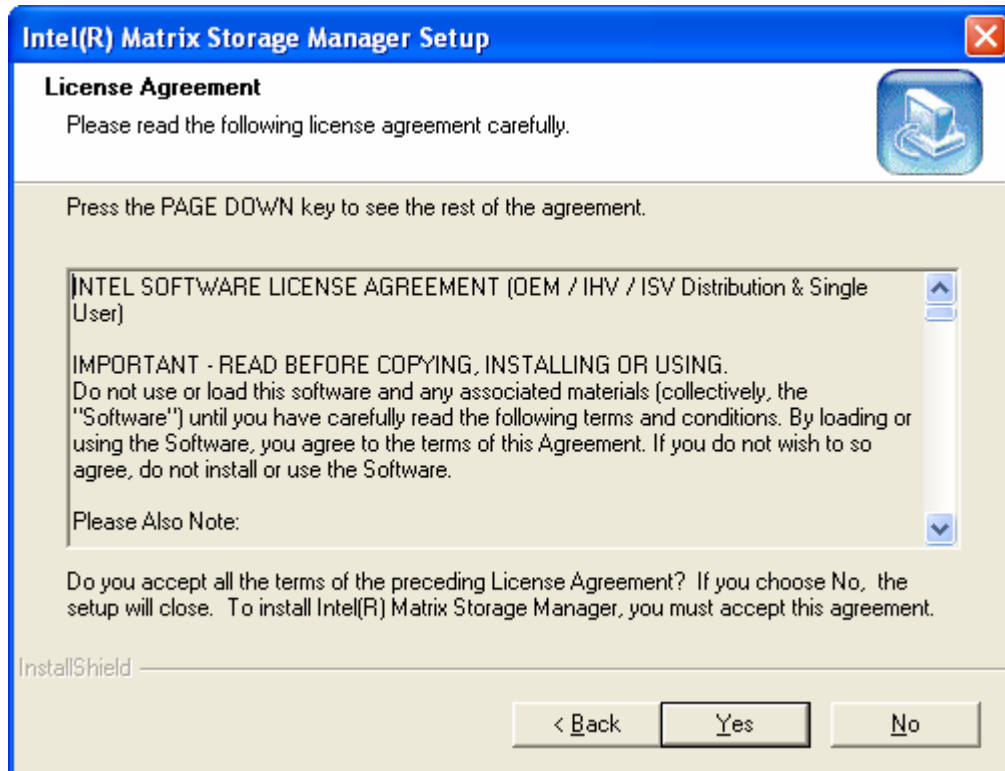 Intel(R) Matrix Storage Manager Setup
License Agreement
Please read the following license agreement carefully.
Press the PAGE DOWN key to see the rest of the agreement.
INTEL SOFTWARE LICENSE AGREEMENT (OEM / IHV / ISV Distribution & Single
User)
IMPORTANT - READ BEFORE COPYING, INSTALLING OR USING.
Do not use or load this software and any associated materials (collectively, the
"Software") until you have carefully read the following terms and conditions. By loading or
using the Software, you agree to the terms of this Agreement. If you do not wish to so
agree, do not install or use the Software.
Please Also Note:
Do you accept all the terms of the preceding License Agreement?  If you choose No,  the
setup will close.  To install Intel(R) Matrix Storage Manager, you must accept this agreement.
InstallShield
< Back Yes No